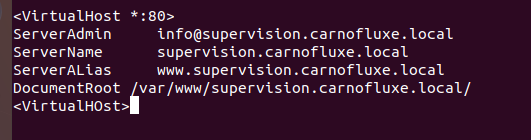 <VirtualHost *:80>
ServerAdmin info@supervision.carnofluxe.local
ServerName supervision.carnofluxe.local
ServerALias www.supervision.carnofluxe.local
DocumentRoot /var/www/supervision.carnofluxe.local/
<VirtualHOst>